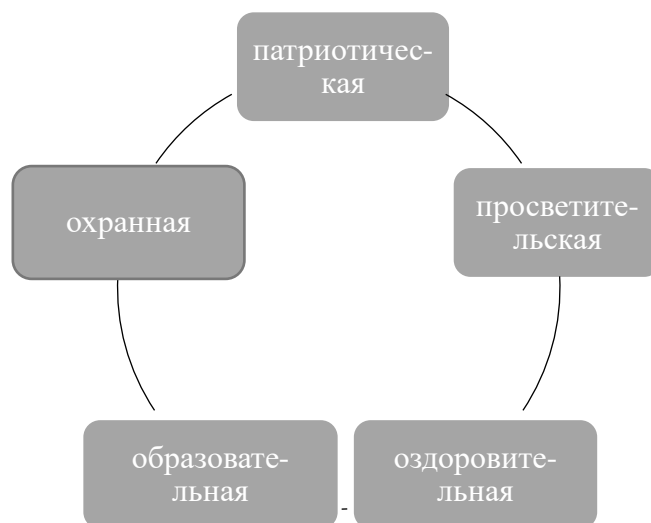 патриотичес-
кая
охранная
просветите-
льская
образовате-
льная
оздоровите-
льная
-